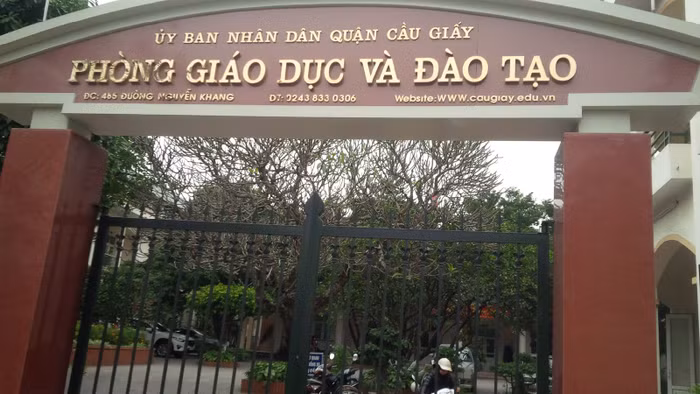 ỦY BAN NHÂN DÂN QUẬN CẦU GIẤY
PHÒNG GIÁO DỤC VÀ ĐÀO TẠO
ĐC: 465 ĐƯỜNG NGUYỄN KHANG ĐT: 0243 833 0306 Website:WWW.caugiay.edu.vn